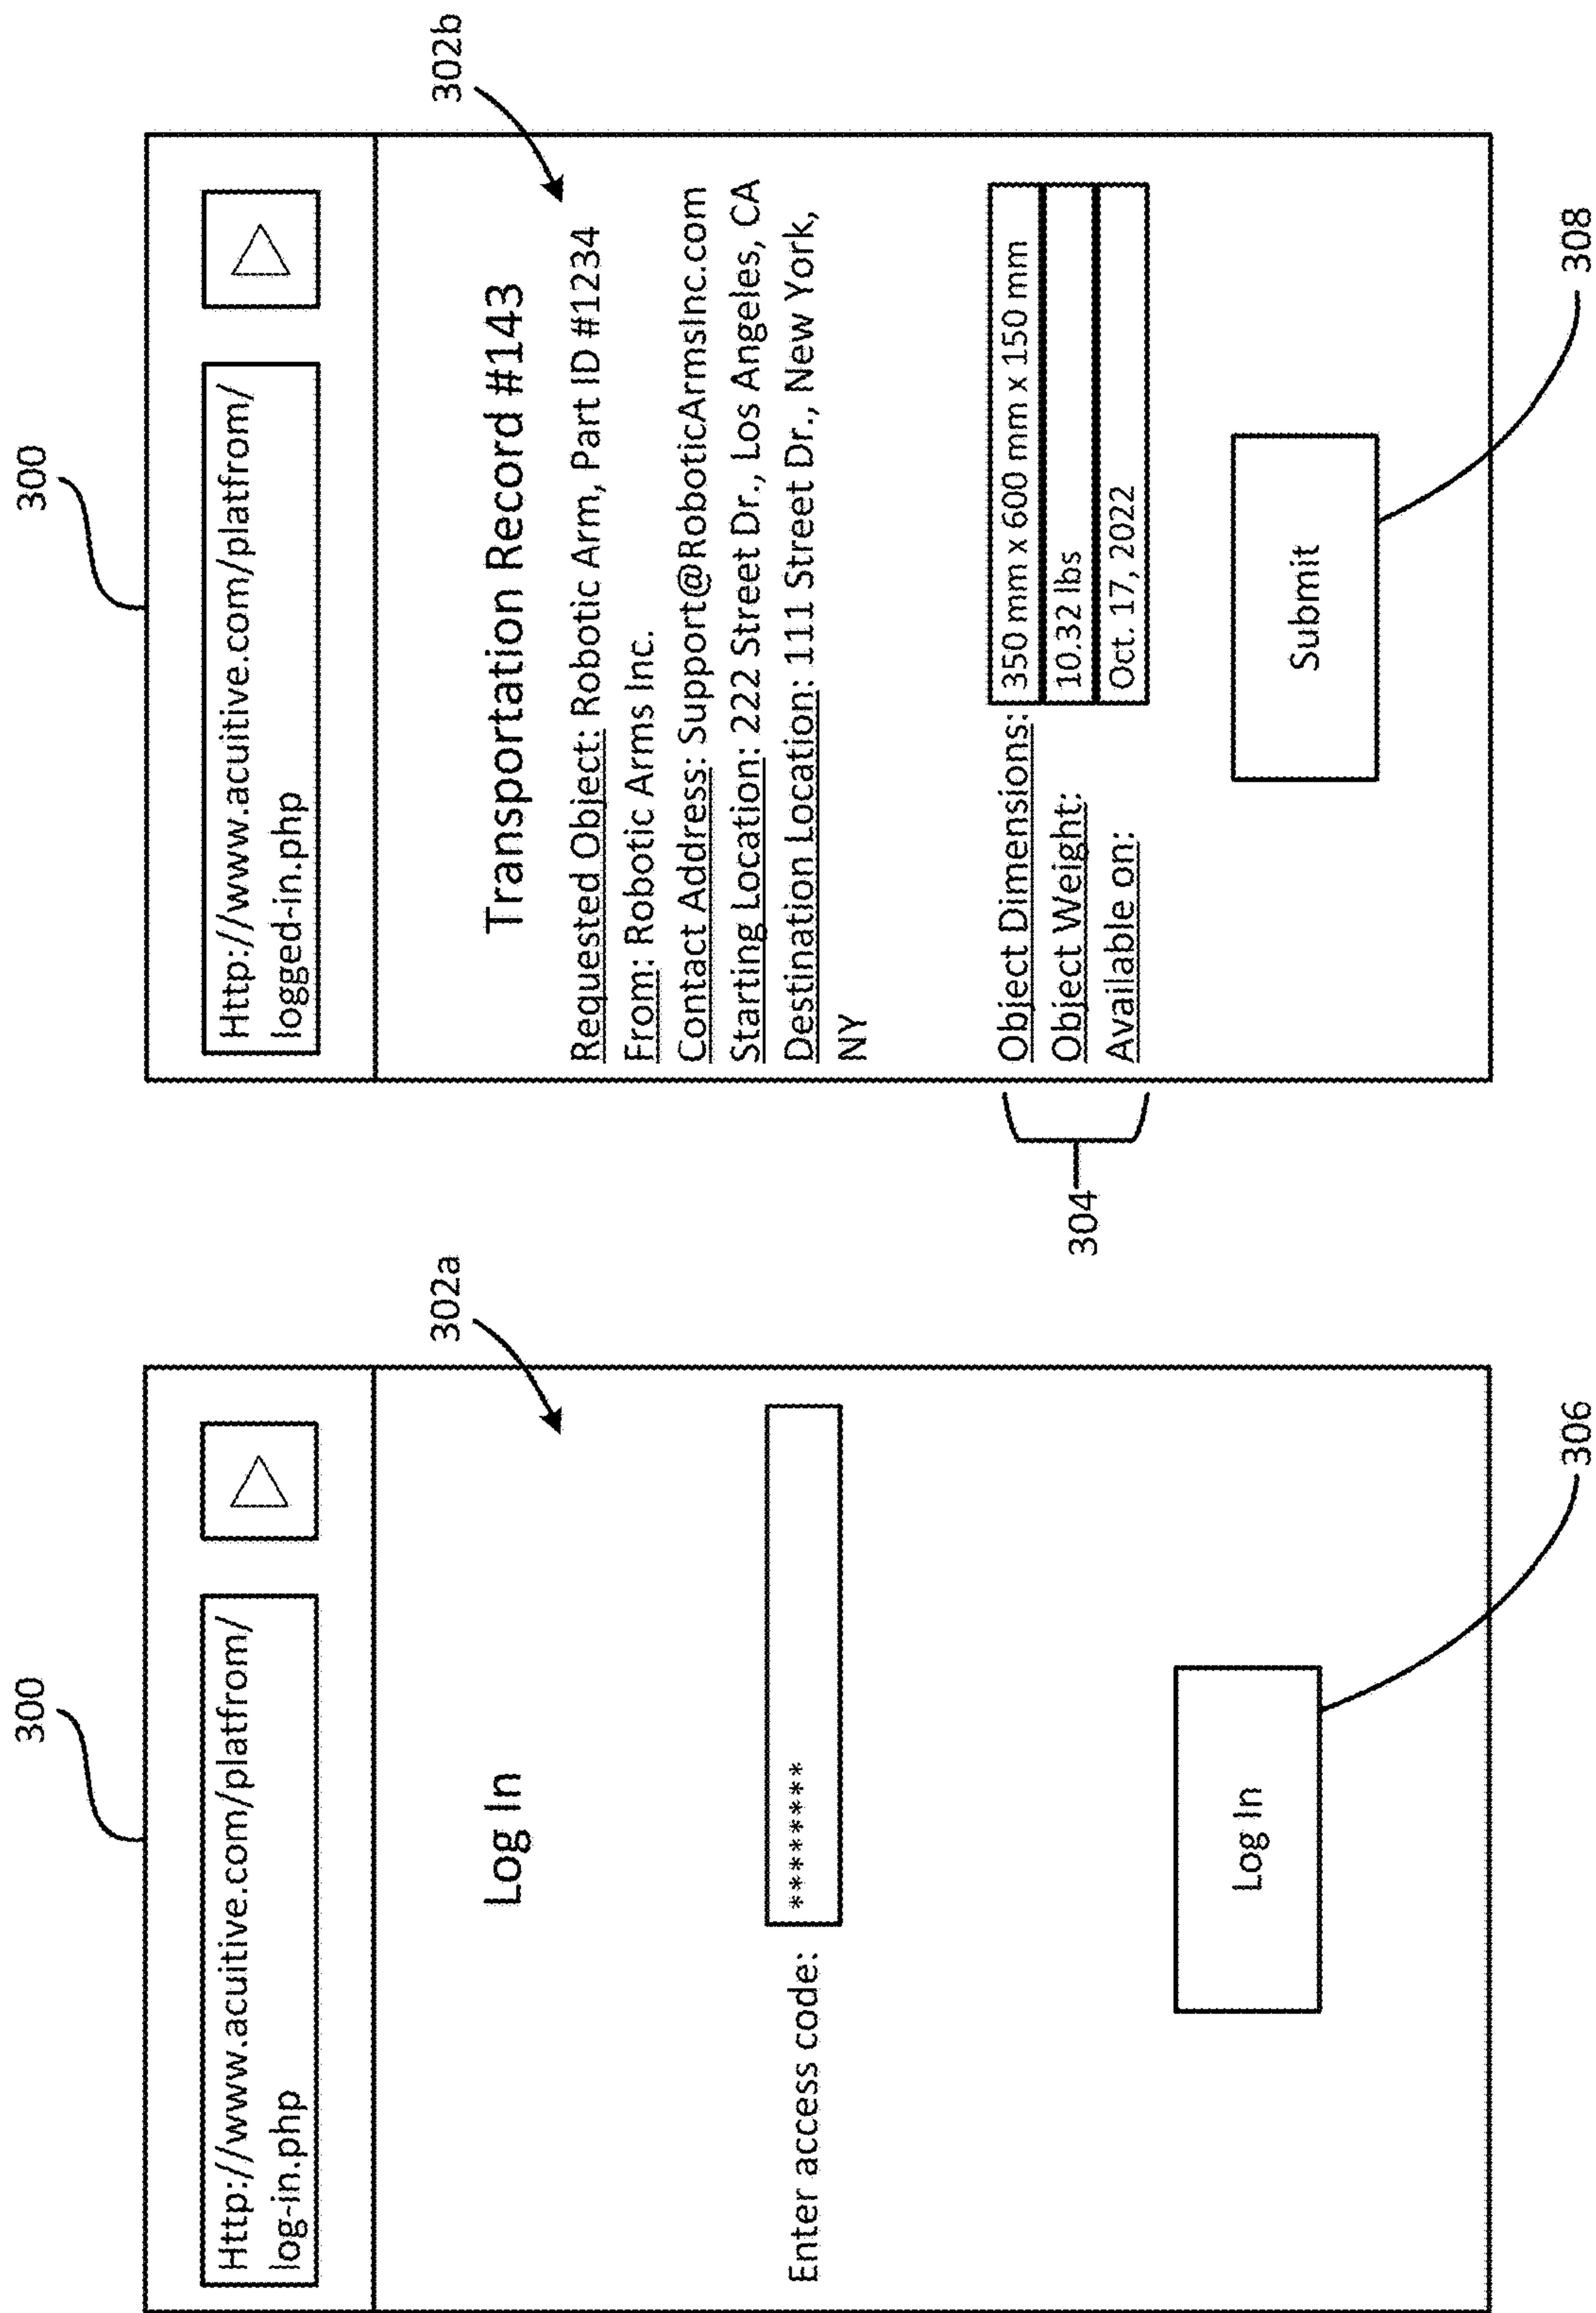 300
Http://www.acuitive.com/platfrom/
log-in.php
302a
Log In
Enter access code:
********
Log In
306
300
Http://www.acuitive.com/platfrom/
logged-in.php
302b
Transportation Record #143
Requested Object: Robotic Arm, Part ID #1234
From: Robotic Arms Inc.
Contact Address: Support@RoboticArmsInc.com
Starting Location: 222 Street Dr., Los Angeles, CA
Destination Location: 111 Street Dr., New York,
NY
304
Object Dimensions: 350 mm x 600 mm x 150 mm
Object Weight: 10.32 lbs
Available on: Oct. 17, 2022
Submit
308